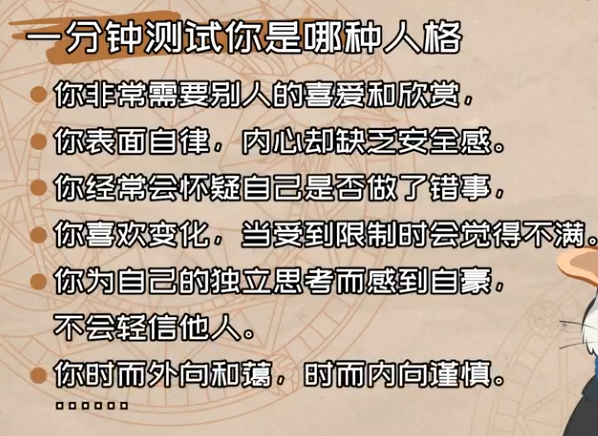 一分钟测试你是哪种人格
你非常需要别人的喜爱和欣赏，
你表面自律，内心却缺乏安全感。
你经常会怀疑自己是否做了错事，
你喜欢变化，当受到限制时会觉得不满。
你为自己的独立思考而感到自豪，
不会轻信他人。
你时而外向和蔼，时而内向谨慎。
……